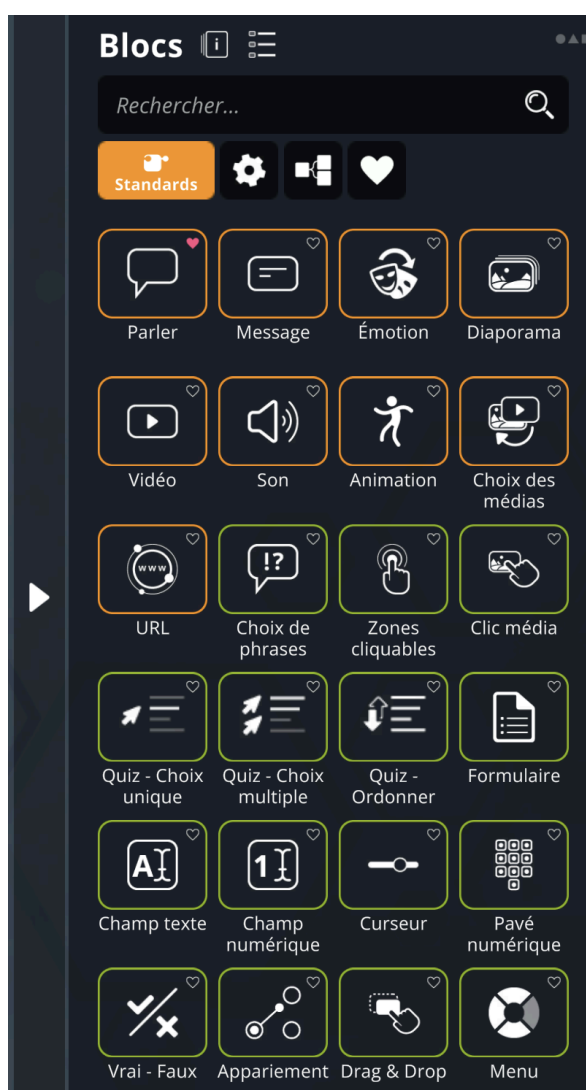 Blocs
Rechercher...
Standards
Parler
Message
Émotion
Diaporama
Vidéo
Son
Animation
Choix des
médias
www
URL
!?
Choix de
phrases
Zones
cliquables
Clic média
Quiz - Choix
unique
Quiz - Choix
multiple
Quiz -
Ordonner
Formulaire
A
Champ texte
1
Champ
numérique
Curseur
Pavé
numérique
Vrai - Faux
Appariement
Drag & Drop
Menu